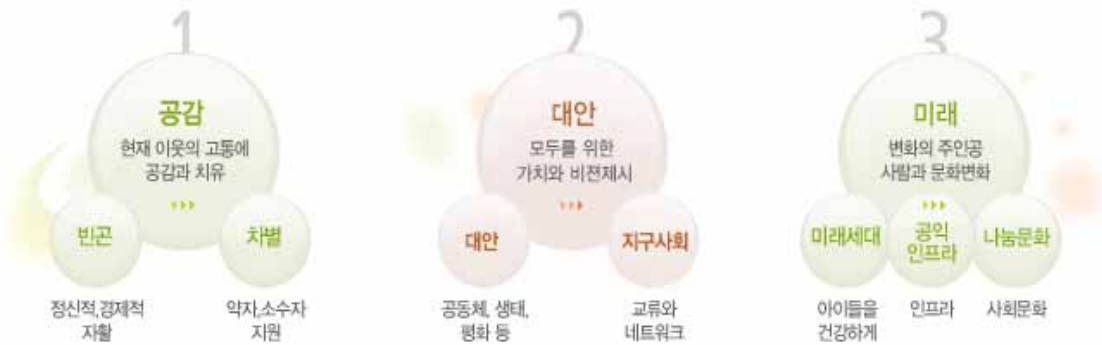 1
공감
현재 이웃의 고통에
공감과 치유
빈곤
차별
정신적,경제적
자활
약자,소수자
지원
2
대안
모두를 위한
가치와 비젼제시
대안
지구사회
공동체, 생태,
평화 등
교류와
네트워크
3
미래
변화의 주인공
사람과 문화변화
미래세대
공익
인프라
나눔문화
아이들을
건강하게
인프라
사회문화